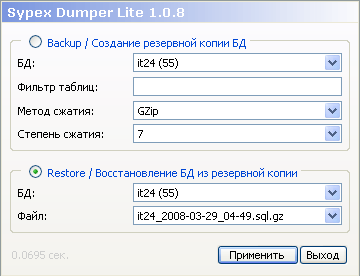 Sypex Dumper Lite 1.0.8
Backup / Создание резервной копии БД
БД: it24 (55)
Фильтр таблиц:
Метод сжатия: GZip
Степень сжатия: 7
Restore / Восстановление БД из резервной копии
БД: it24 (55)
Файл: it24_2008-03-29_04-49.sql.gz
0.0695 сек. Применить Выход